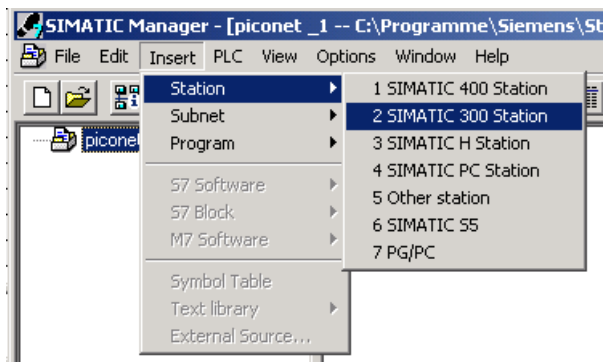 SIMATIC Manager - [piconet _1 -- C:\Programme\Siemens\St
File Edit Insert PLC View Options Window Help
Station
Subnet
Program
S7 Software
S7 Block
M7 Software
Symbol Table
Text library
External Source...
1 SIMATIC 400 Station
2 SIMATIC 300 Station
3 SIMATIC H Station
4 SIMATIC PC Station
5 Other station
6 SIMATIC S5
7 PG/PC
piconet